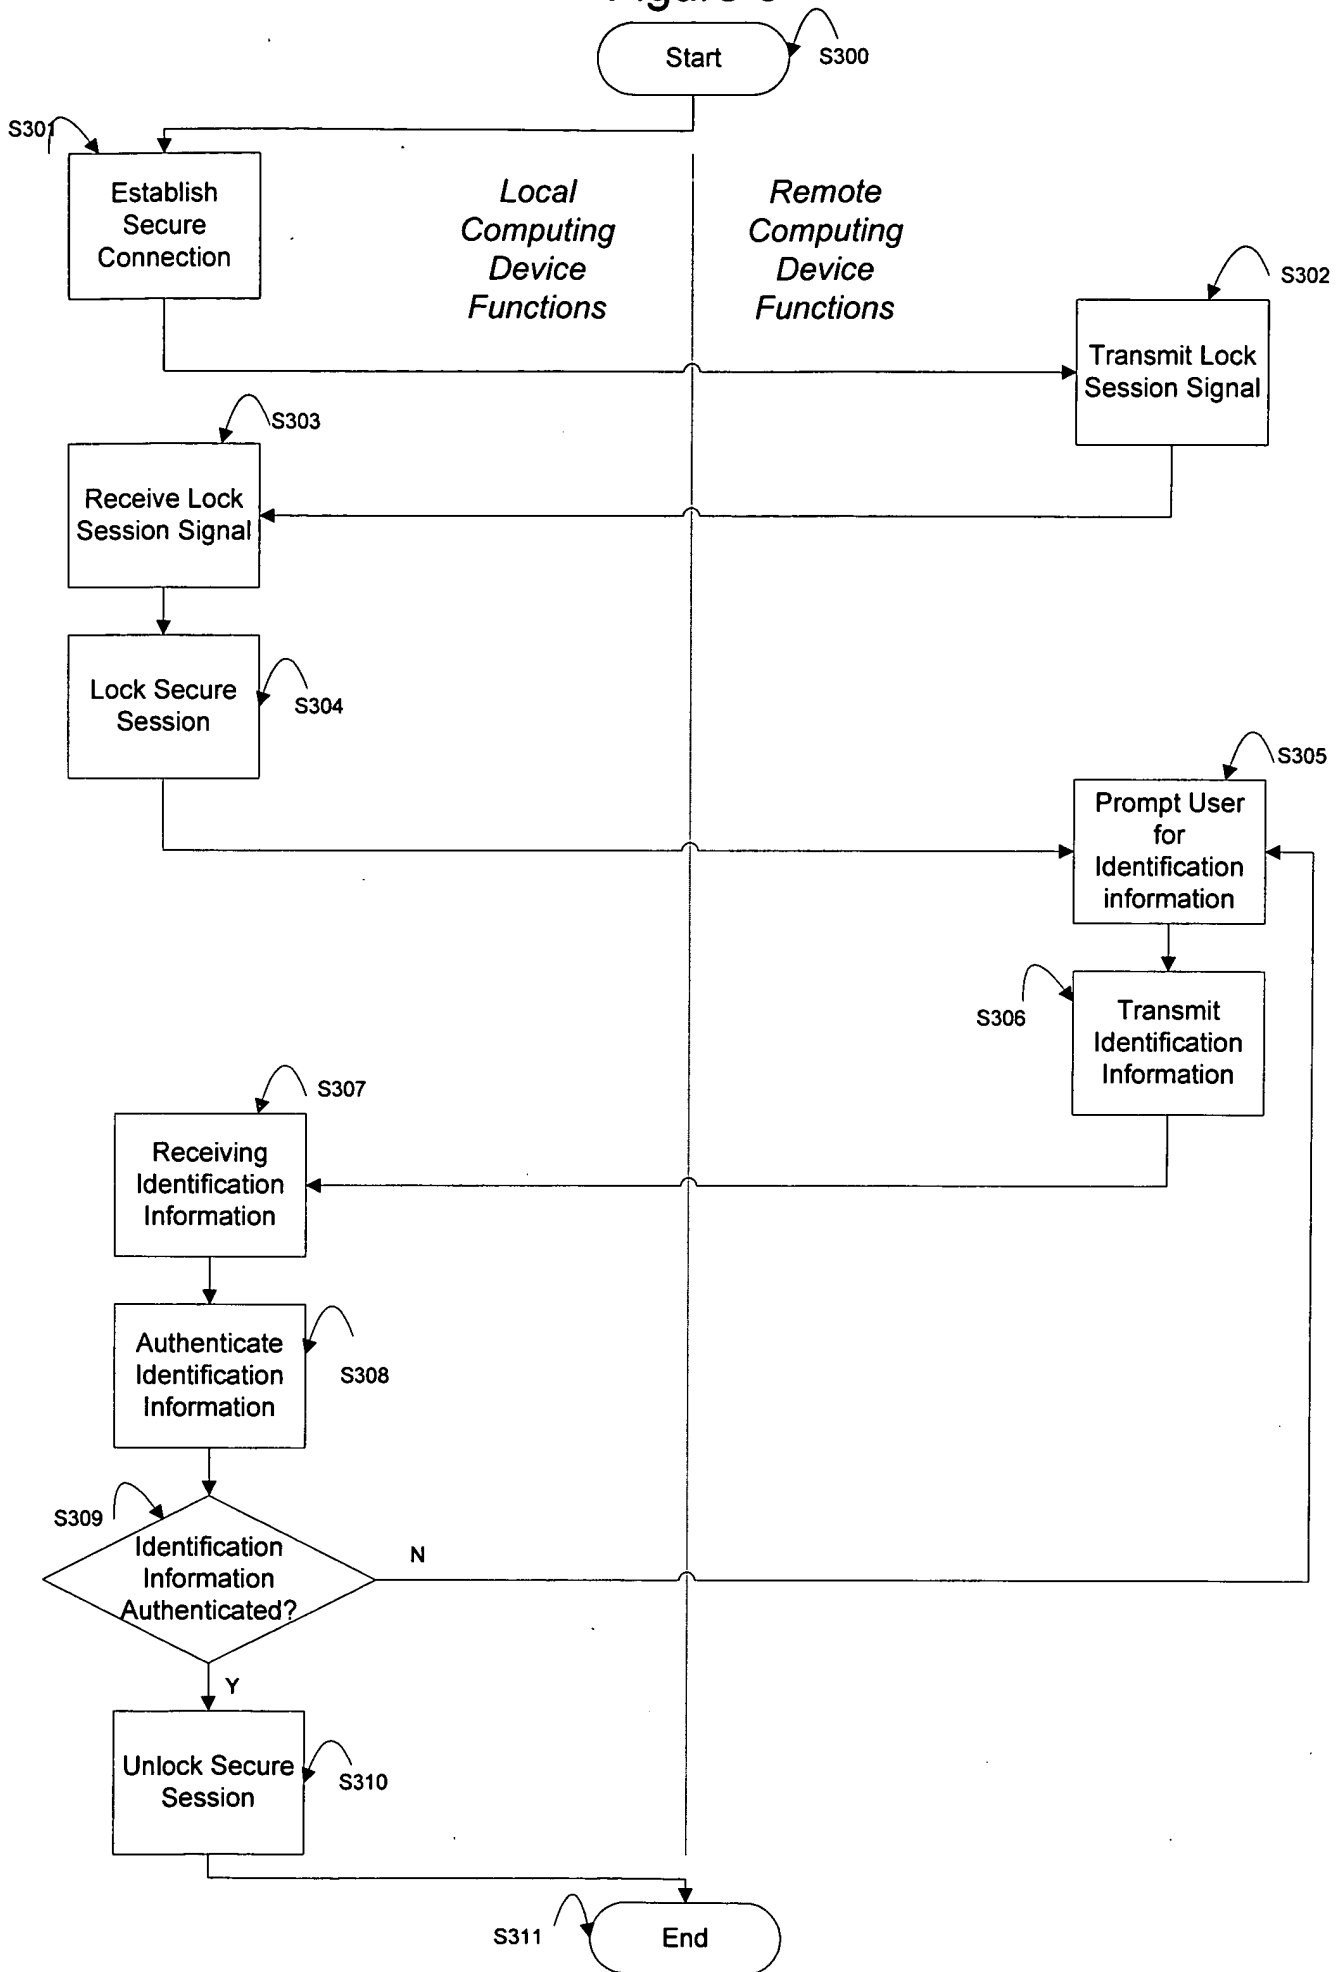 Start
S300
S301
Establish
Secure
Connection
Local
Computing
Device
Functions
Remote
Computing
Device
Functions
S302
Transmit Lock
Session Signal
S303
Receive Lock
Session Signal
Lock Secure
Session
S304
S305
Prompt User
for
Identification
information
S306
Transmit
Identification
Information
S307
Receiving
Identification
Information
Authenticate
Identification
Information
S308
S309
Identification
Information
Authenticated?
N
Y
Unlock Secure
Session
S310
S311
End